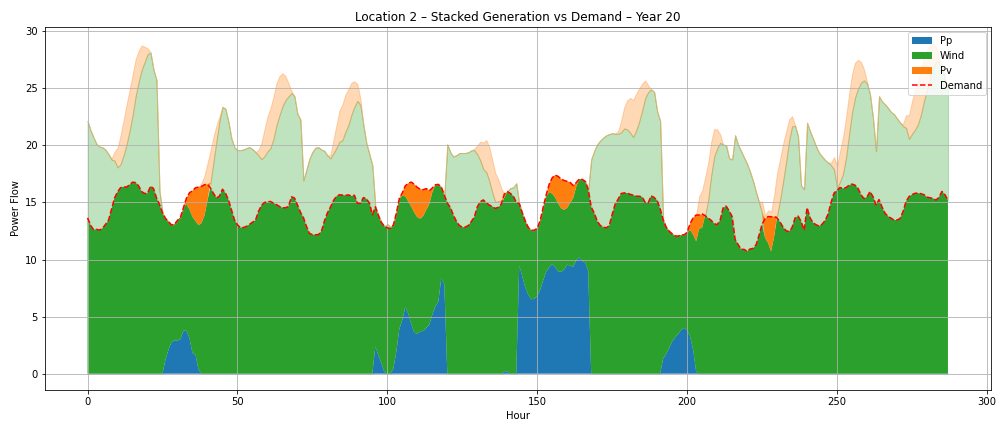 Location 2 – Stacked Generation vs Demand – Year 20
Power Flow
30
25
20
15
10
5
0
Pp
Wind
Pv
Demand
0 50 100 150 200 250 300
Hour